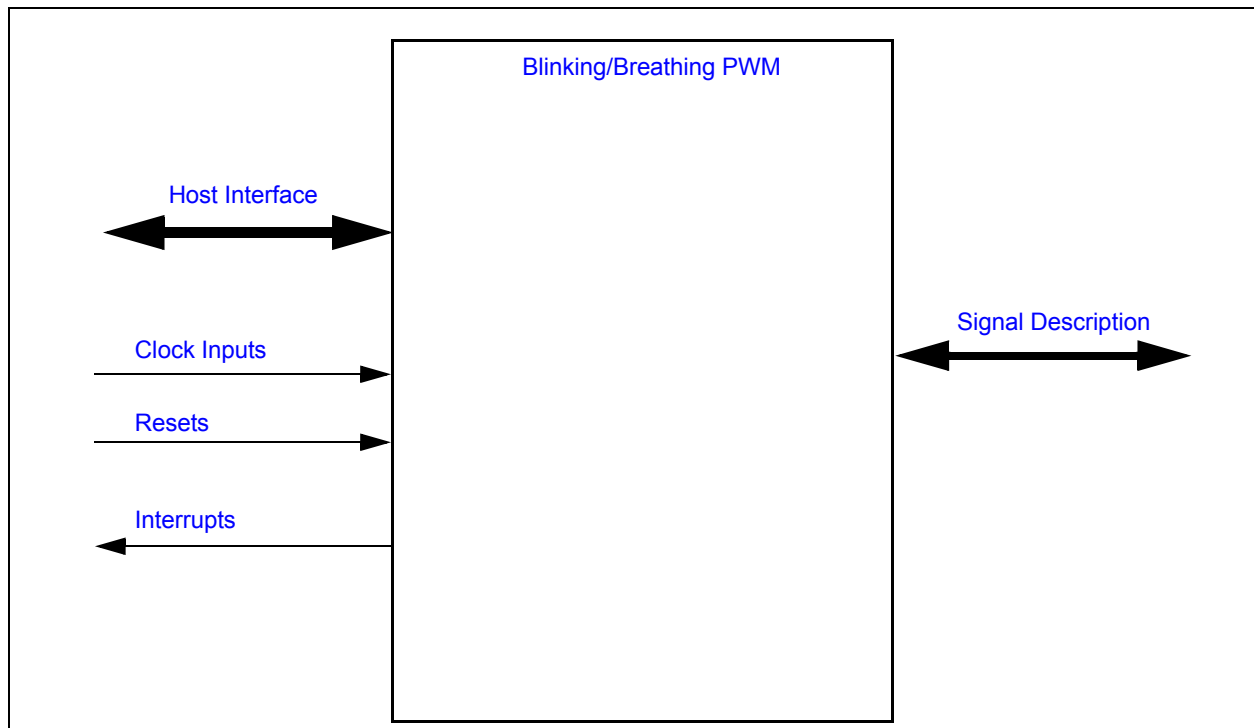 Blinking/Breathing PWM
Host Interface
Signal Description
Clock Inputs
Resets
Interrupts